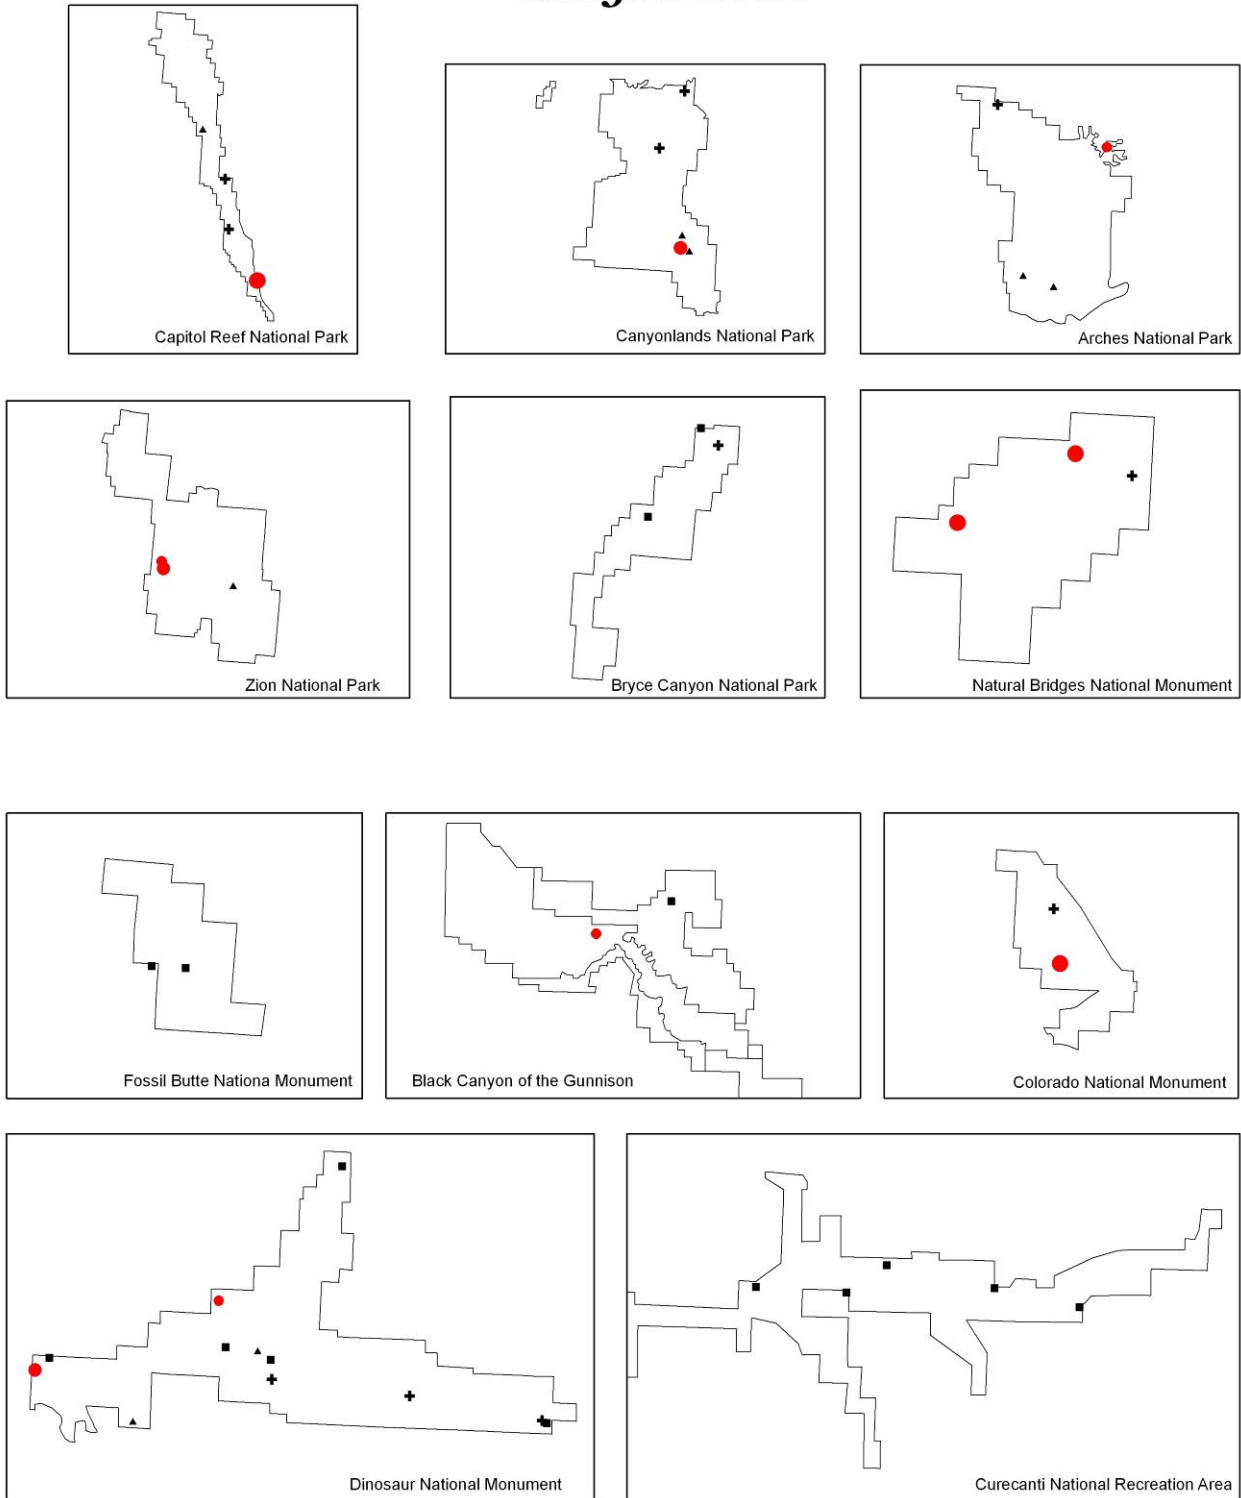 Capitol Reef National Park
Canyonlands National Park
Arches National Park
Zion National Park
Bryce Canyon National Park
Natural Bridges National Monument
Fossil Butte Nationa Monument
Black Canyon of the Gunnison
Colorado National Monument
Dinosaur National Monument
Curecanti National Recreation Area